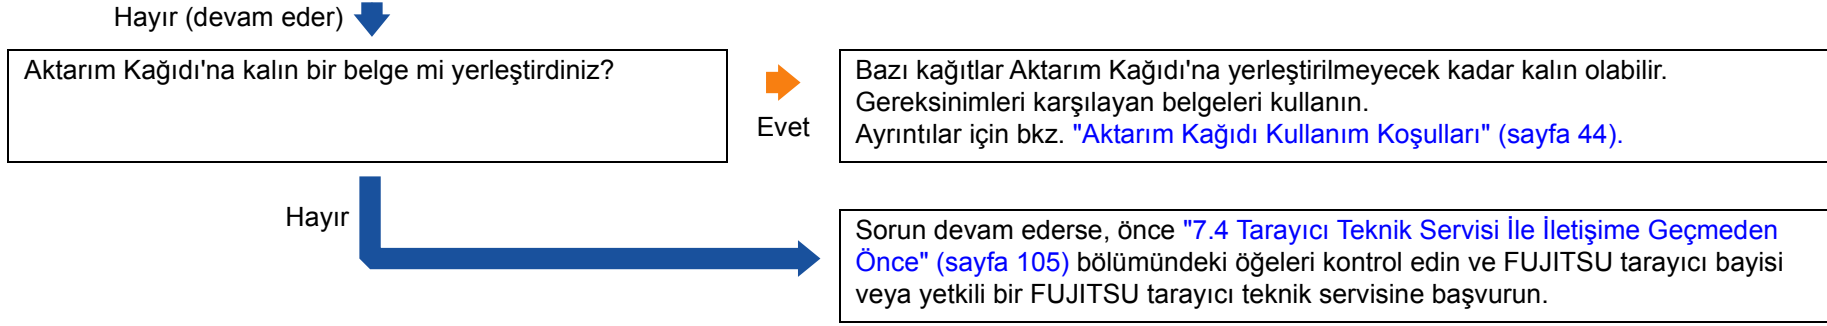 Hayır (devam eder)
Aktarım Kağıdı'na kalın bir belge mi yerleştirdiniz?
Evet
Bazı kağıtlar Aktarım Kağıdı'na yerleştirilmeyecek kadar kalın olabilir.
Gereksinimleri karşılayan belgeleri kullanın.
Ayrıntılar için bkz. "Aktarım Kağıdı Kullanım Koşulları" (sayfa 44).
Hayır
Sorun devam ederse, önce "7.4 Tarayıcı Teknik Servisi İle İletişime Geçmeden
Önce" (sayfa 105) bölümündeki öğeleri kontrol edin ve FUJITSU tarayıcı bayisi
veya yetkili bir FUJITSU tarayıcı teknik servisine başvurun.